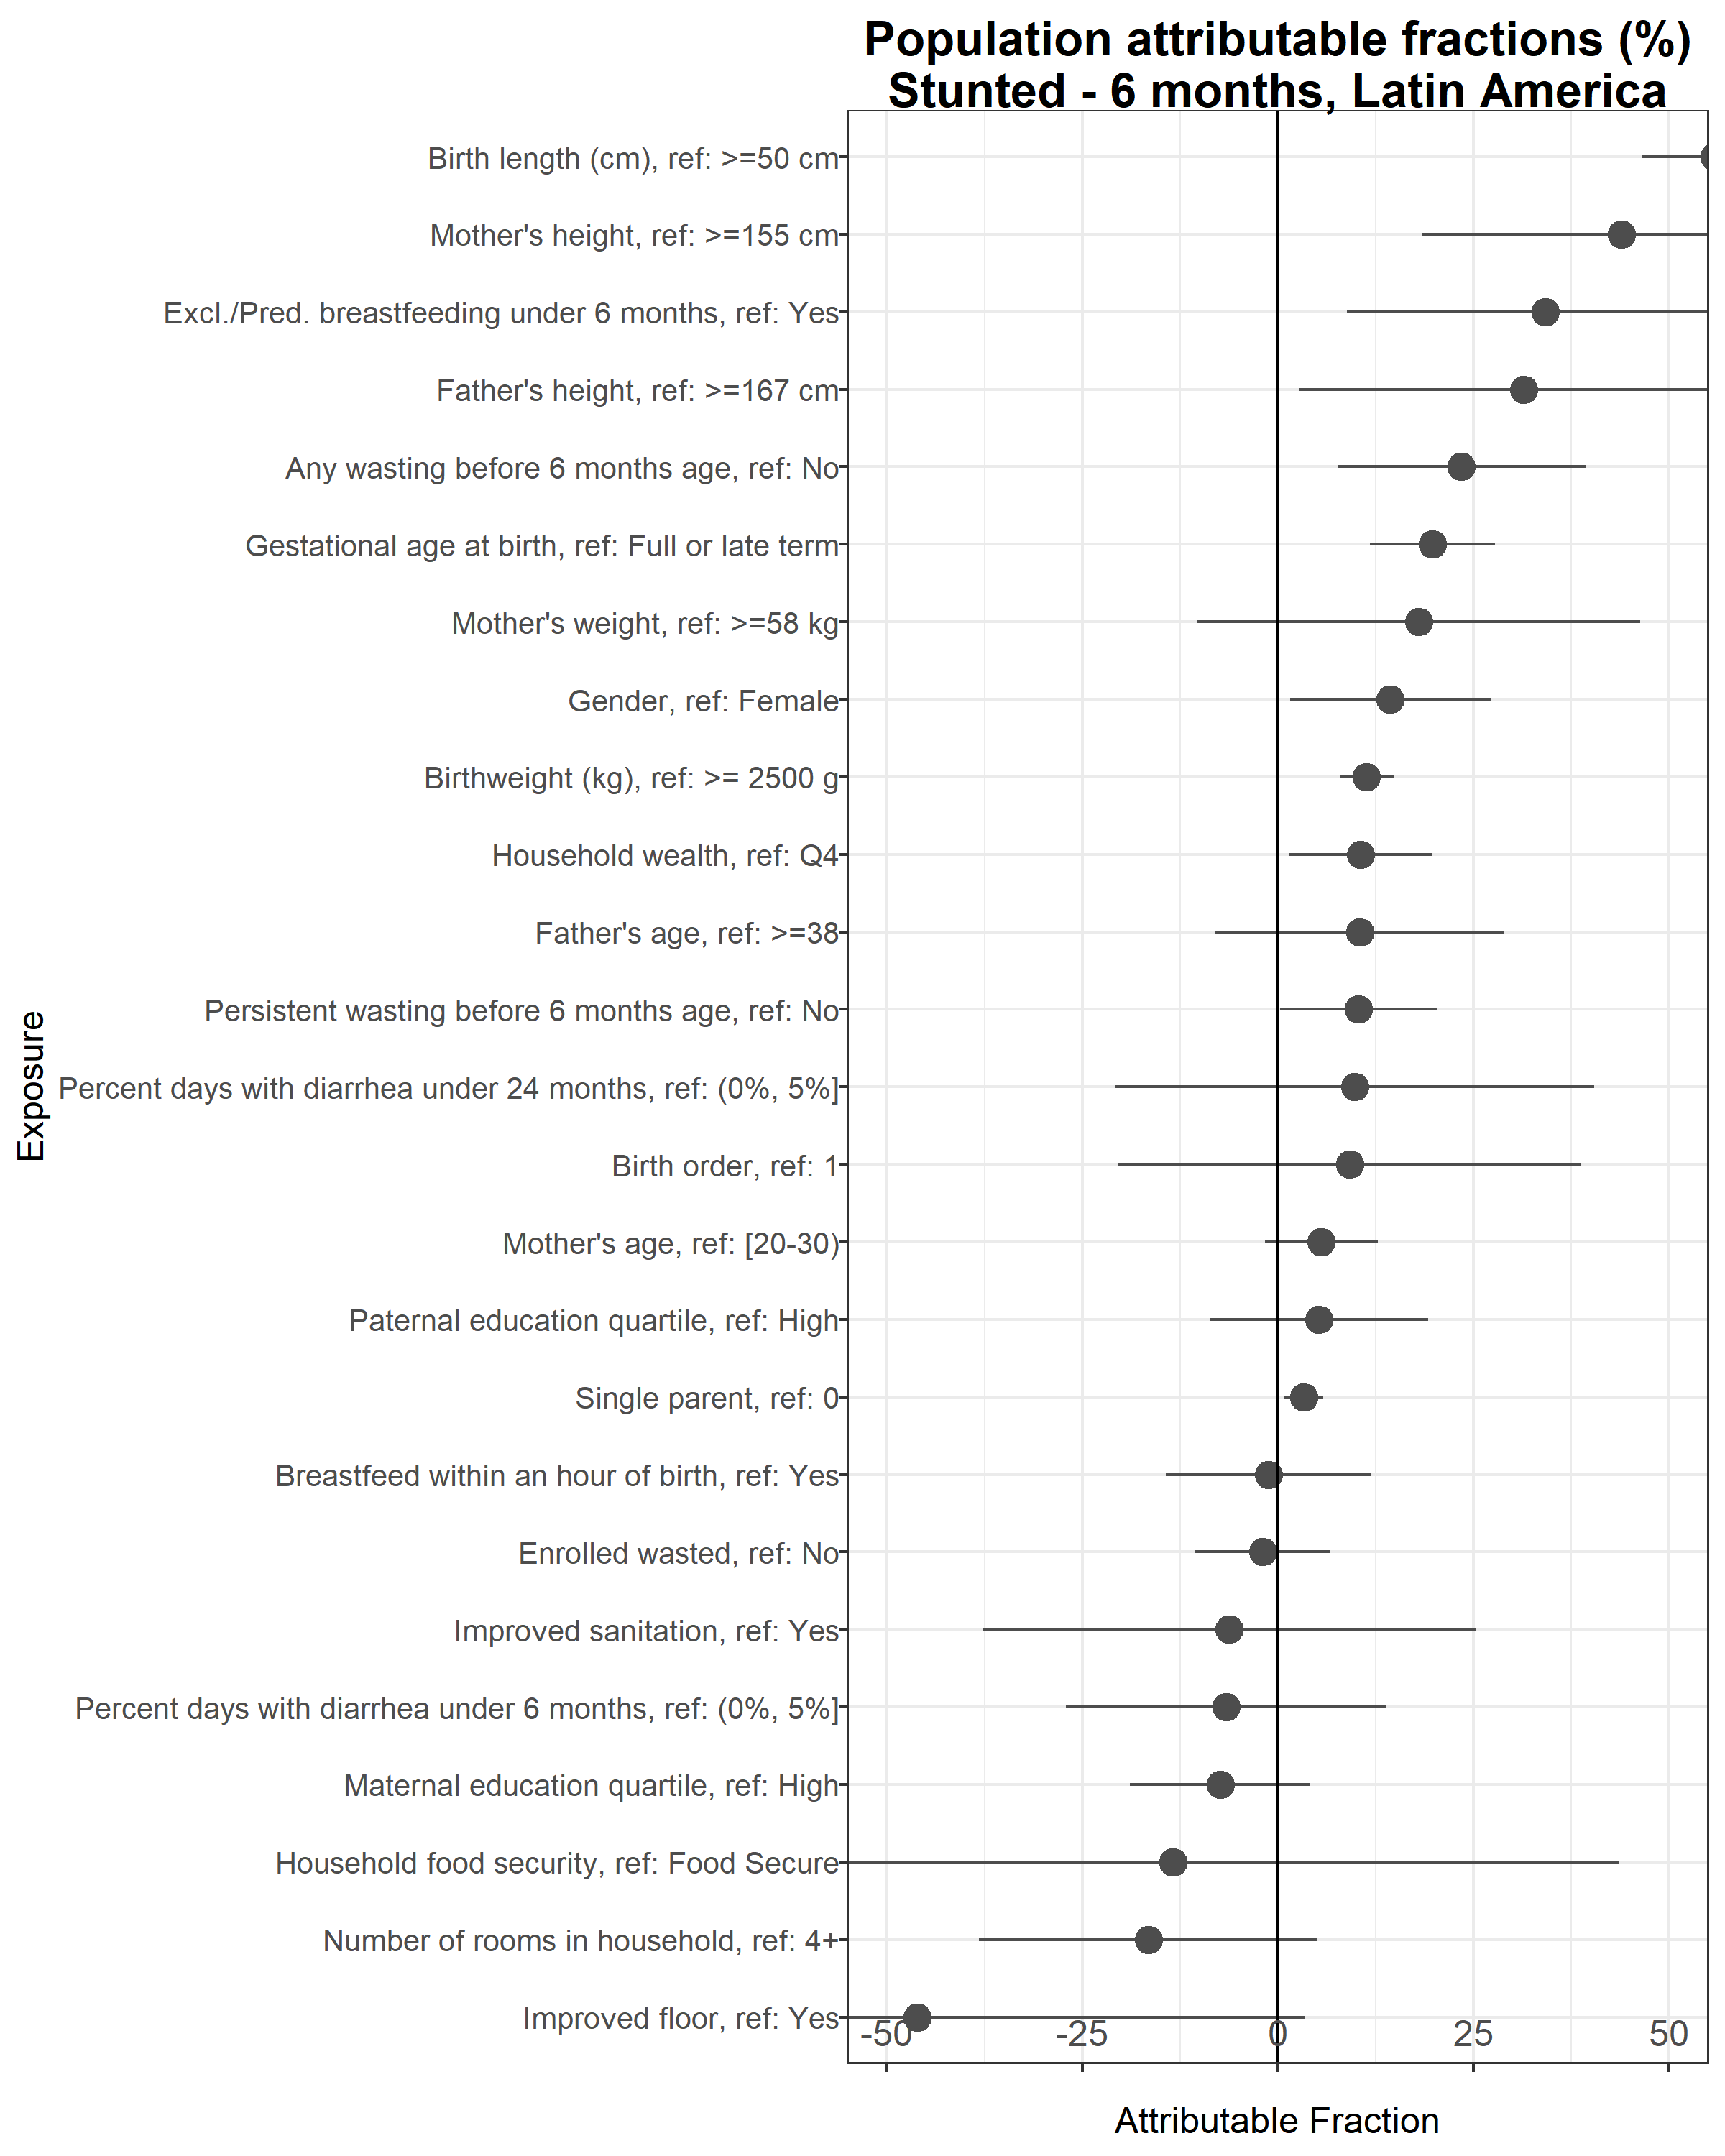 Population attributable fractions (%)
Stunted - 6 months, Latin America
Birth length (cm), ref: >=50 cm
Mother's height, ref: >=155 cm
Excl./Pred. breastfeeding under 6 months, ref: Yes
Father's height, ref: >=167 cm
Any wasting before 6 months age, ref: No
Gestational age at birth, ref: Full or late term
Mother's weight, ref: >=58 kg
Gender, ref: Female
Birthweight (kg), ref: >= 2500 g
Household wealth, ref: Q4
Father's age, ref: >=38
Persistent wasting before 6 months age, ref: No
Percent days with diarrhea under 24 months, ref: (0%, 5%]
Birth order, ref: 1
Mother's age, ref: [20-30)
Paternal education quartile, ref: High
Single parent, ref: 0
Breastfeed within an hour of birth, ref: Yes
Enrolled wasted, ref: No
Improved sanitation, ref: Yes
Percent days with diarrhea under 6 months, ref: (0%, 5%]
Maternal education quartile, ref: High
Household food security, ref: Food Secure
Number of rooms in household, ref: 4+
Improved floor, ref: Yes
Exposure
-50 -25 0 25 50
Attributable Fraction